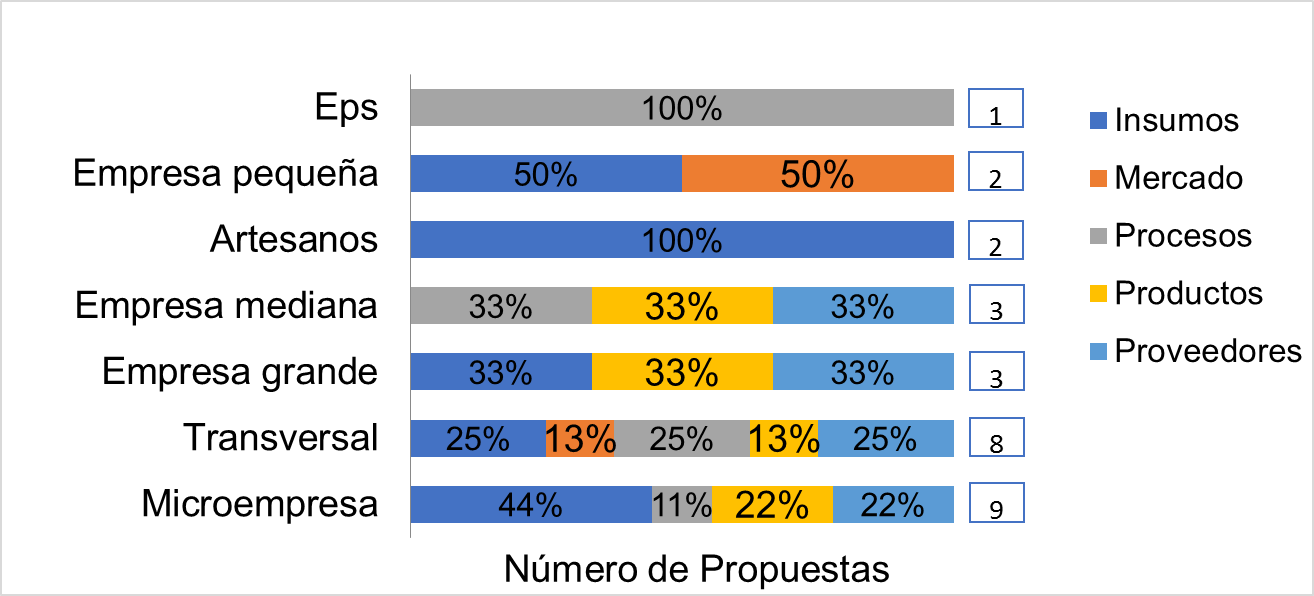 Eps 100% 1
Empresa pequeña 50% 50% 2
Artesanos 100% 2
Empresa mediana 33% 33% 33% 3
Empresa grande 33% 33% 33% 3
Transversal 25% 13% 25% 13% 25% 8
Microempresa 44% 11% 22% 22% 9
Número de Propuestas
Insumos
Mercado
Procesos
Productos
Proveedores